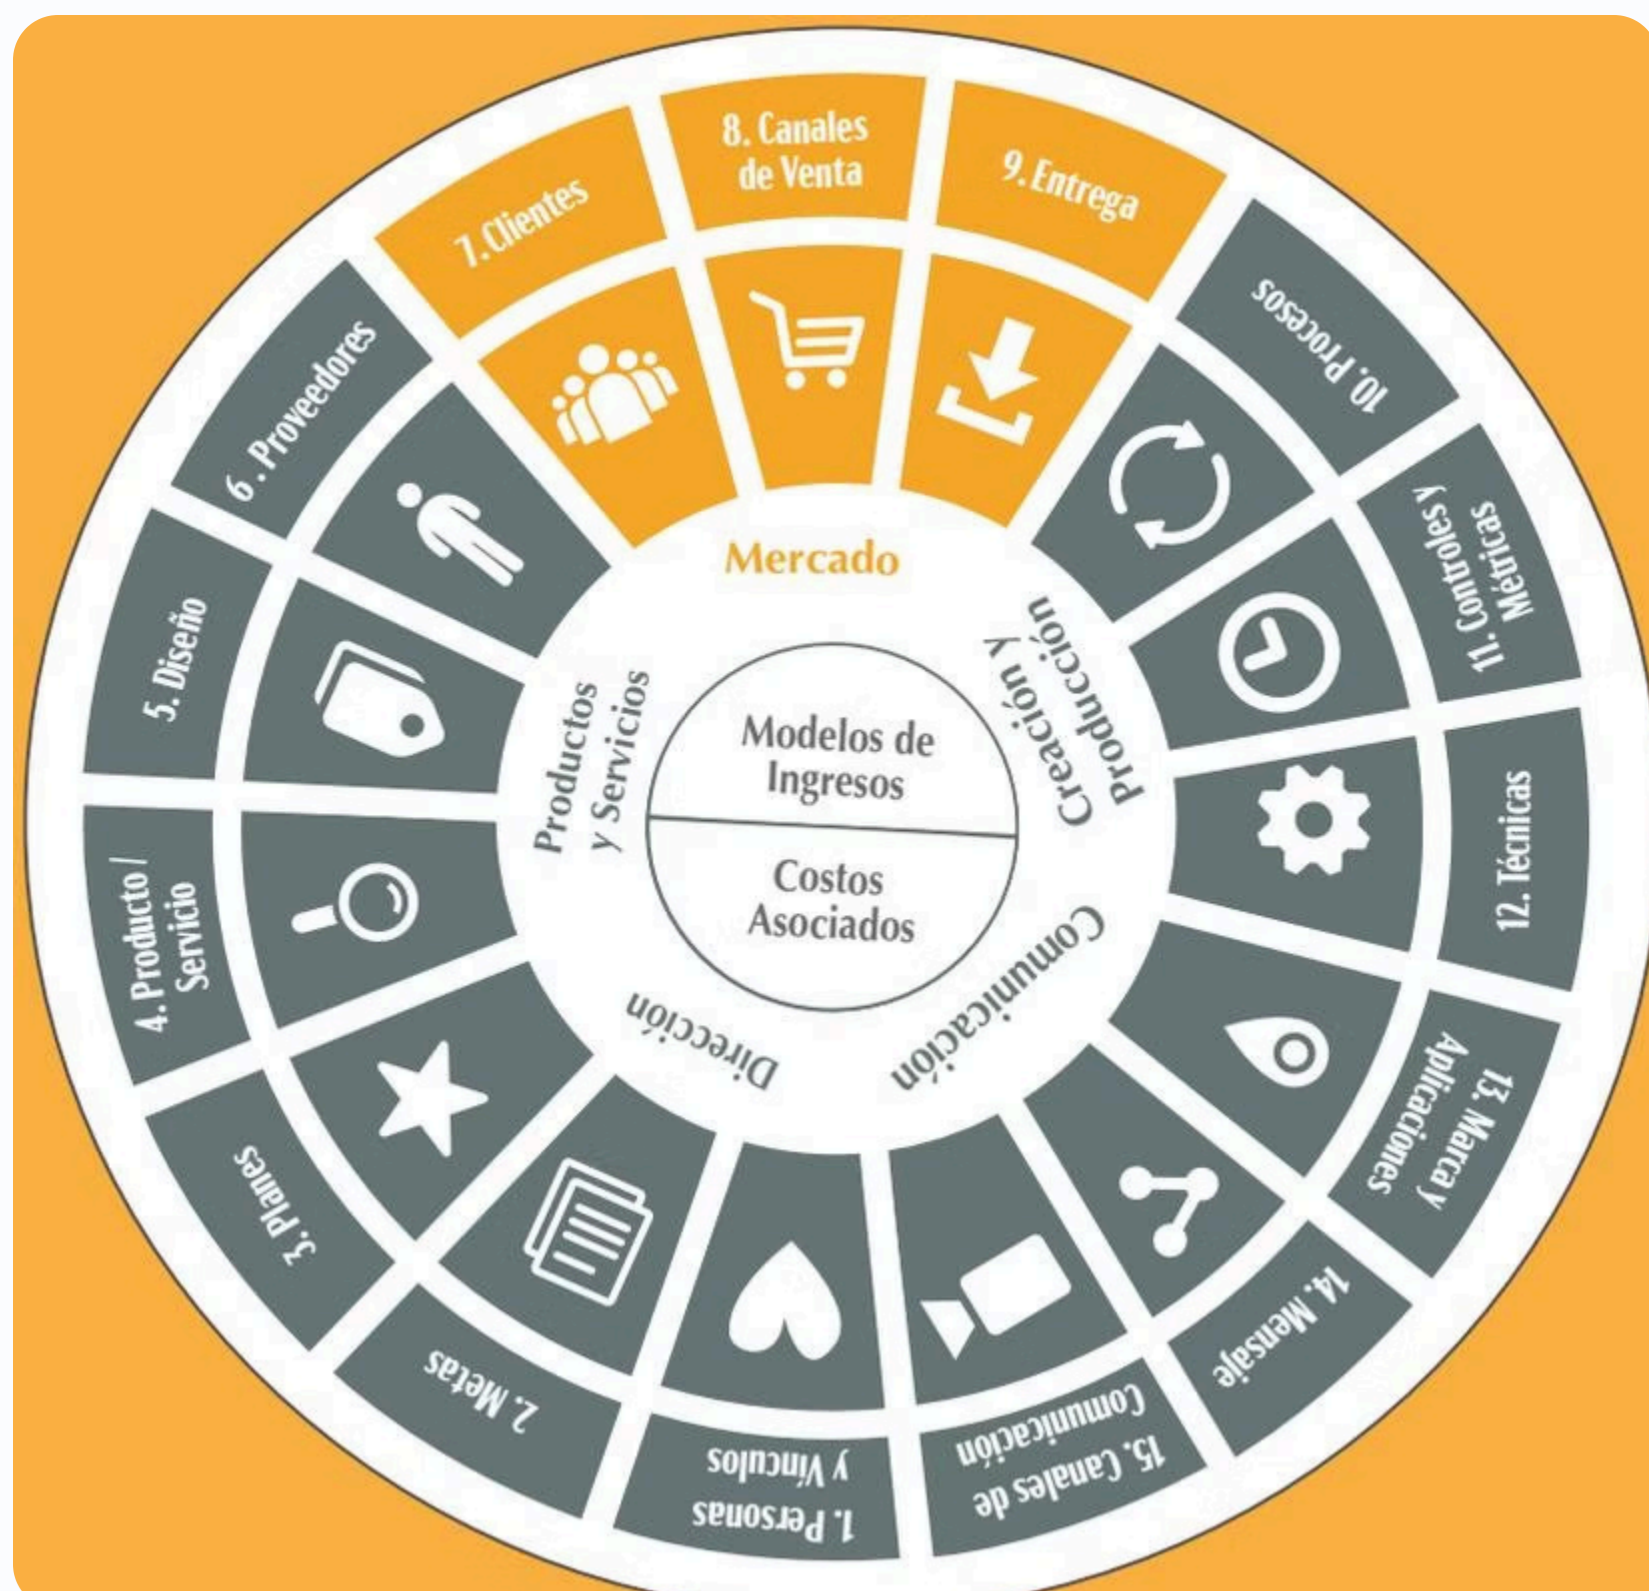 1. Personas
y Vínculos
2. Metas
3. Planes
4. Producto /
Servicio
5. Diseño
6 . Proveedores
7. Clientes
8. Canales
de Venta
9. Entrega
10. Procesos
11. Controles y
Métricas
12. Técnicas
13. Marca y
Aplicaciones
14. Mensaje
15. Canales de
Comunicación
Mercado
Creación y
Producción
Comunicación
Dirección
Productos
y Servicios
Modelos de
Ingresos
Costos
Asociados